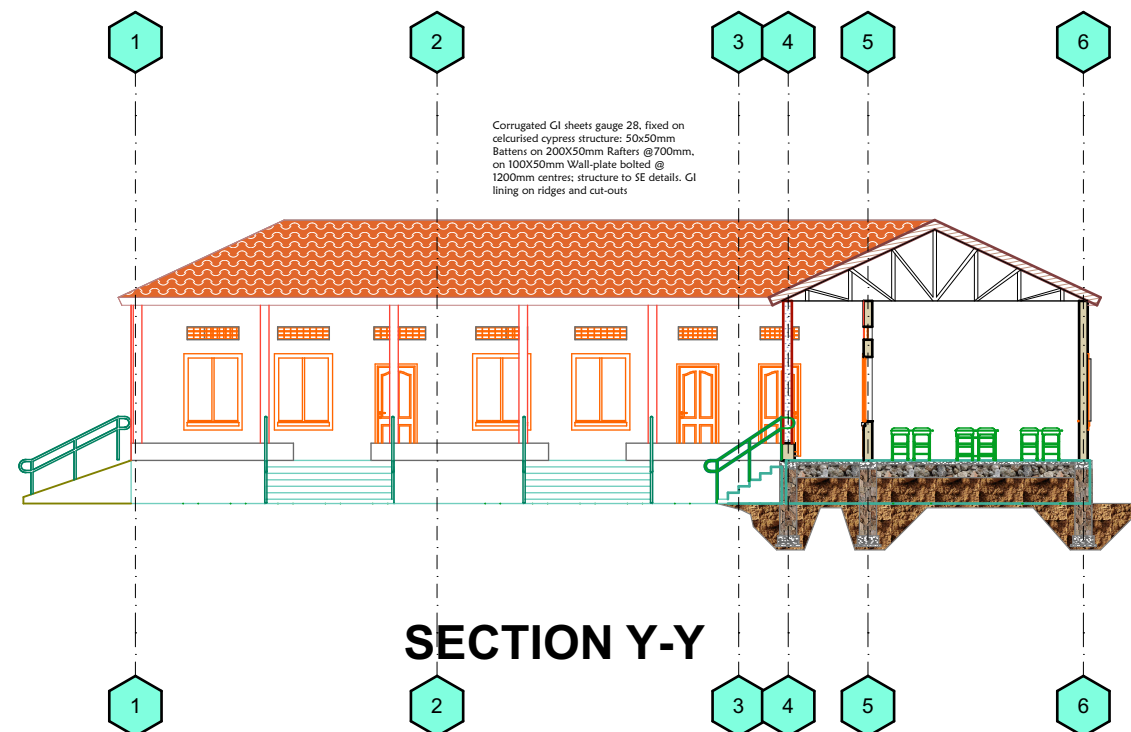 1 2 3 4 5 6
Corrugated GI sheets gauge 28, fixed on
celcurised cypress structure: 50x50mm
Battens on 200X50mm Rafters @700mm,
on 100X50mm Wall-plate bolted @
1200mm centres; structure to SE details. GI
lining on ridges and cut-outs
SECTION Y-Y
1 2 3 4 5 6